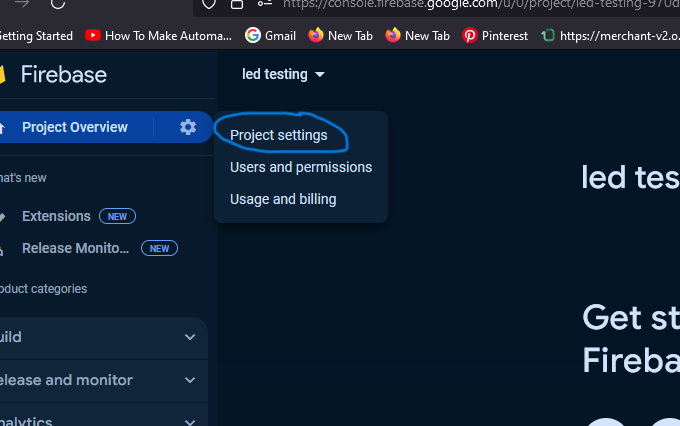 https://console.firebase.google.com/u/0/project/led-testing-970d
etting Started
How To Make Automa...
Gmail
New Tab
New Tab
Pinterest
https://merchant-v2.o.
Firebase
led testing
Project Overview
Project settings
Users and permissions
Usage and billing
hat's new
Extensions NEW
Release Monito... NEW
oduct categories
uild
elease and monitor
nalytics
led tes
Get st
Fireba